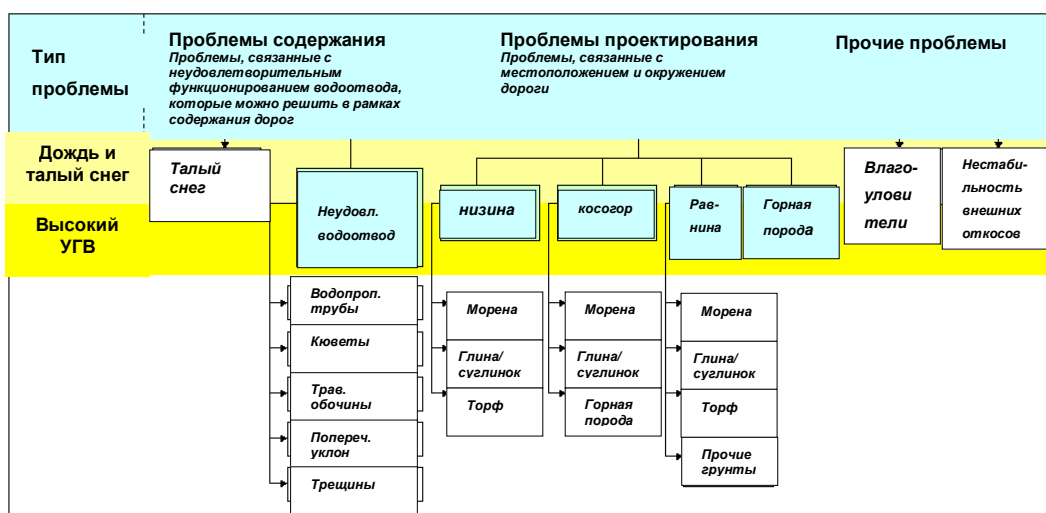 Тип
проблемы
Проблемы содержания
Проблемы, связанные с
неудовлетворительным
функционированием водоотвода,
которые можно решить в рамках
содержания дорог
Проблемы проектирования
Проблемы, связанные с
местоположением и окружением
дороги
Прочие проблемы
Дождь и
талый снег
Высокий
УГВ
Талый
снег
Неудовл.
водоотвод
низина
косогор
Рав-
нина
Горная
порода
Влаго-
улови
тели
Нестаби-
льность
внешних
откосов
Водопроп.
трубы
Кюветы
Трав.
обочины
Попереч.
уклон
Трещины
Морена
Глина/
суглинок
Торф
Морена
Глина/
суглинок
Горная
порода
Морена
Глина/
суглинок
Торф
Прочие
грунты